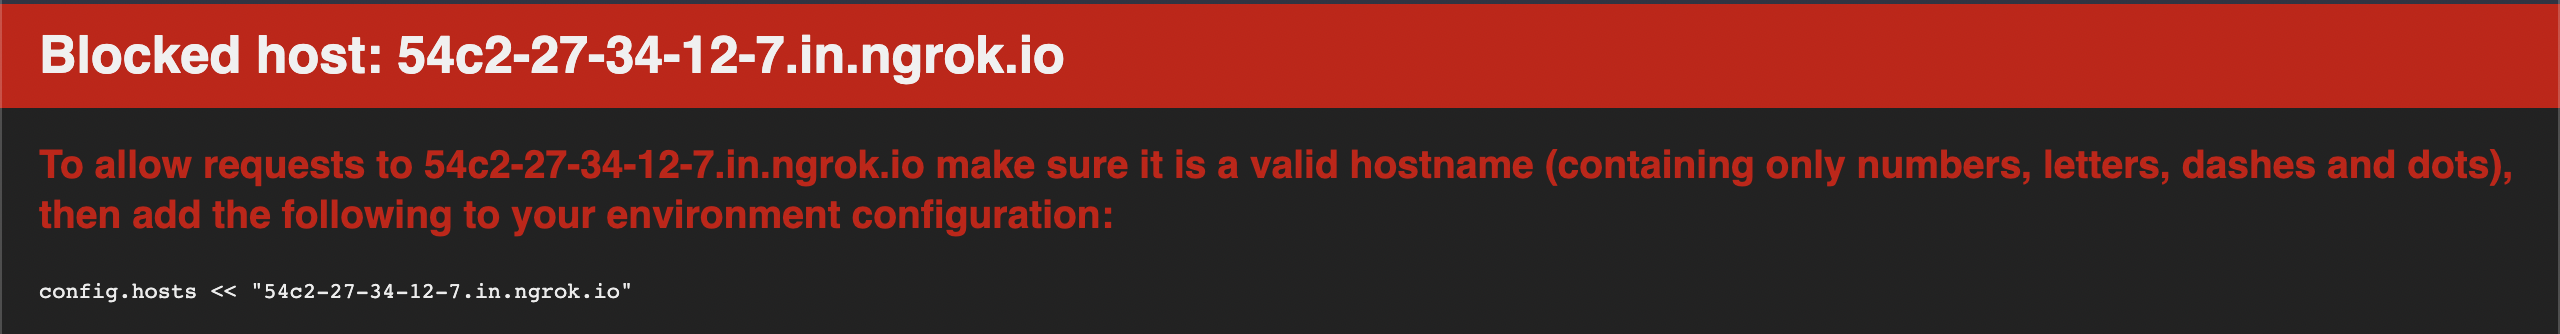 Blocked host: 54c2-27-34-12-7.in.ngrok.io
To allow requests to 54c2-27-34-12-7.in.ngrok.io make sure it is a valid hostname (containing only numbers, letters, dashes and dots),
then add the following to your environment configuration:
config.hosts << "54c2-27-34-12-7.in.ngrok.io"